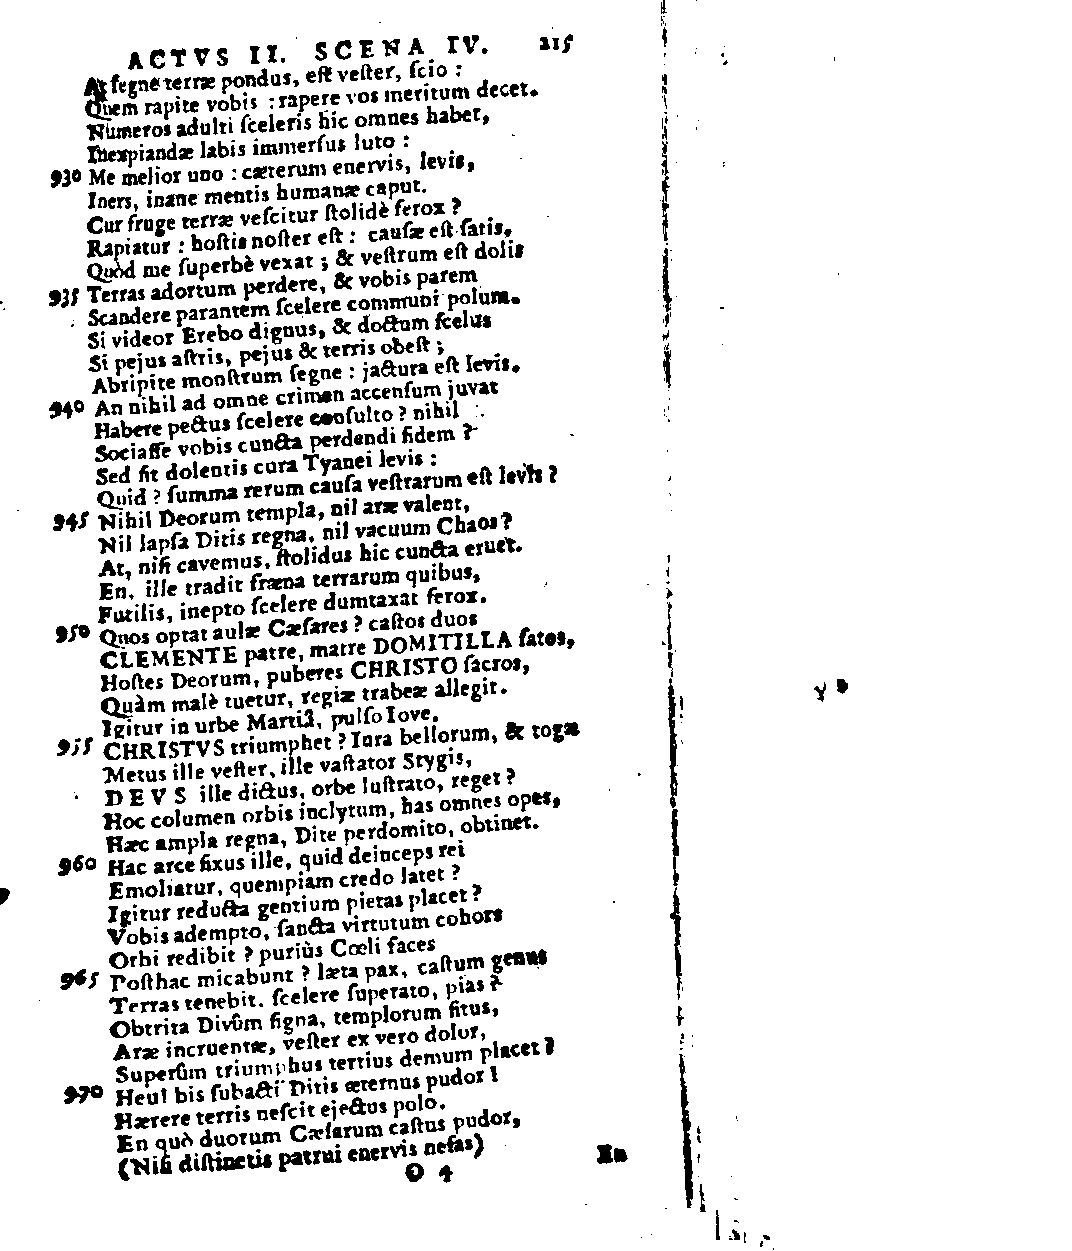 ACTVS II. SCENA IV. 215
At ſegne terræ pondus, eſt veſter, ſcio :
Quem rapite vobis : rapere vos meritum decet.
Numeros adulti ſceleris hic omnes habet,
Inexpiandæ labis immerſus luto :
930 Me melior uno : cæterum enervis, levis,
Iners, inane mentis humanæ caput.
Cur fruge terræ veſcitur ſtolidè ferox ?
Rapiatur : hoſtis noſter eſt : cauſæ eſt ſatis,
Quòd me ſuperbè vexat ; & veſtrum eſt dolis
935 Terras adortum perdere, & vobis parem
Scandere parantem ſcelere communi polum.
Si videor Erebo dignus, & doctum ſcelus
Si pejus aſtris, pejus & terris obeſt ;
Abripite monſtrum ſegne : jactura eſt levis.
940 An nihil ad omne crimen accenſum juvat
Habere pectus ſcelere conſulto ? nihil
Sociaſſe vobis cuncta perdendi fidem ?
Sed ſit dolentis cura Tyanei levis :
Quid ? ſumma rerum cauſa veſtrarum eſt levis ?
945 Nihil Deorum templa, nil aræ valent,
Nil lapſa Ditis regna, nil vacuum Chaos ?
At, niſi cavemus, ſtolidus hic cuncta eruet.
En, ille tradit fræna terrarum quibus,
Futilis, inepto ſcelere dumtaxat ferox.
950 Quos optat aulæ Cæſares ? caſtos duos
CLEMENTE patre, matre DOMITILLA ſatos,
Hoſtes Deorum, puberes CHRISTO ſacros,
Quàm malè tuetur, regiæ trabeæ allegit.
Igitur in urbe Martiâ, pulſo Iove,
955 CHRISTVS triumphet ? Iura bellorum, & togæ
Metus ille veſter, ille vaſtator Stygis,
DEVS ille dictus, orbe luſtrato, reget ?
Hoc columen orbis inclytum, has omnes opes,
Hæc ampla regna, Dite perdomito, obtinet.
960 Hac arce fixus ille, quid deinceps rei
Emoliatur, quempiam credo latet ?
Igitur reducta gentium pietas placet ?
Vobis adempto, ſancta virtutum cohors
Orbi redibit ? puriùs Cœli faces
965 Poſthac micabunt ? læta pax, caſtum genus
Terras tenebit, ſcelere ſuperato, pias ?
Obtrita Divûm ſigna, templorum ſitus,
Aræ incruentæ, veſter ex vero dolor,
Superûm triumphus tertius demum placet ?
970 Heu! bis ſubacti Ditis æternus pudor !
Hærere terris neſcit ejectus polo.
En quò duorum Cæſarum caſtus pudor,
(Niſi diſtinetis patrui enervis nefas)
O 4 En